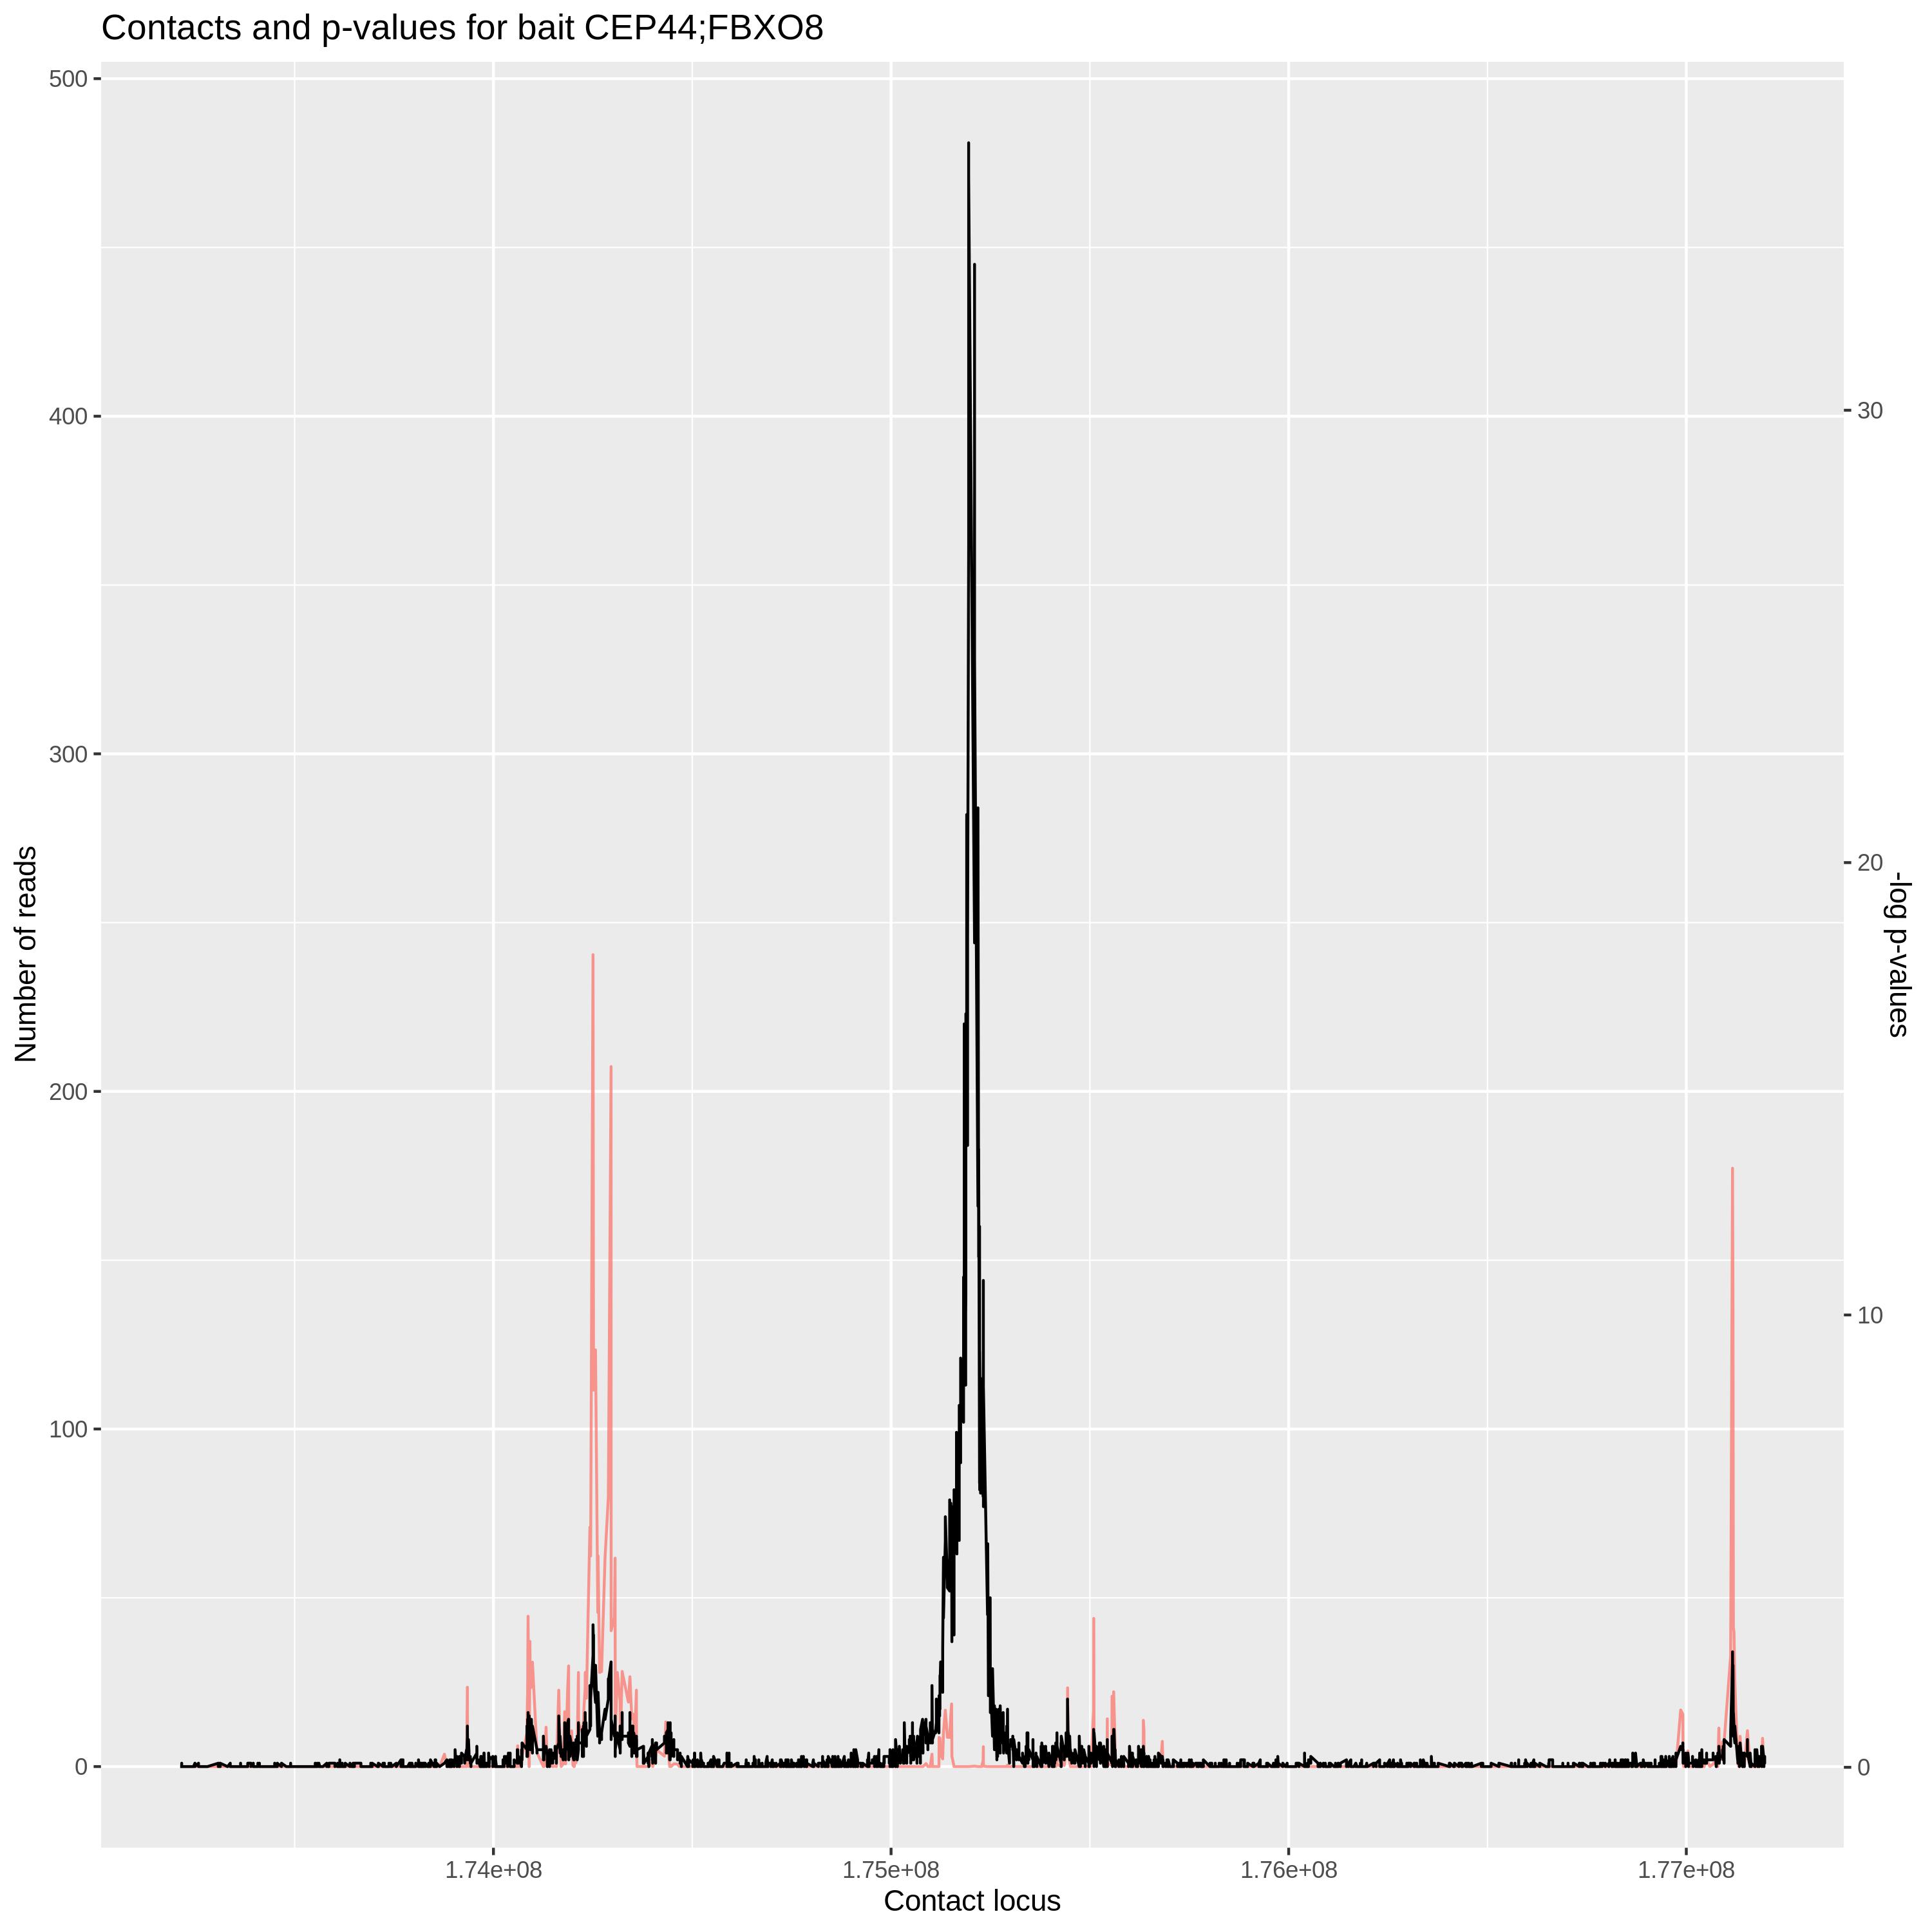 Contacts and p-values for bait CEP44;FBXO8
500
400
300
200
100
0
Number of reads
30
20
10
0
-log p-values
1.74e+08
1.75e+08
1.76e+08
1.77e+08
Contact locus